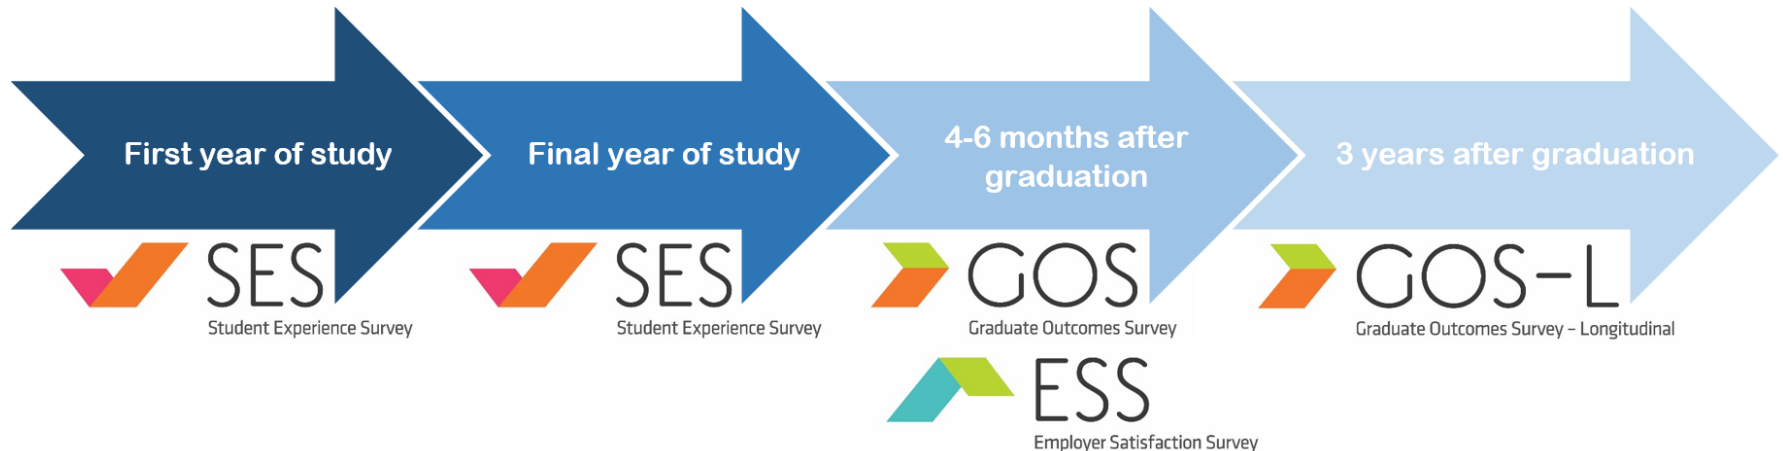 First year of study
Final year of study
4-6 months after
graduation
3 years after graduation
SES
Student Experience Survey
SES
Student Experience Survey
GOS
Graduate Outcomes Survey
GOS-L
Graduate Outcomes Survey – Longitudinal
ESS
Employer Satisfaction Survey